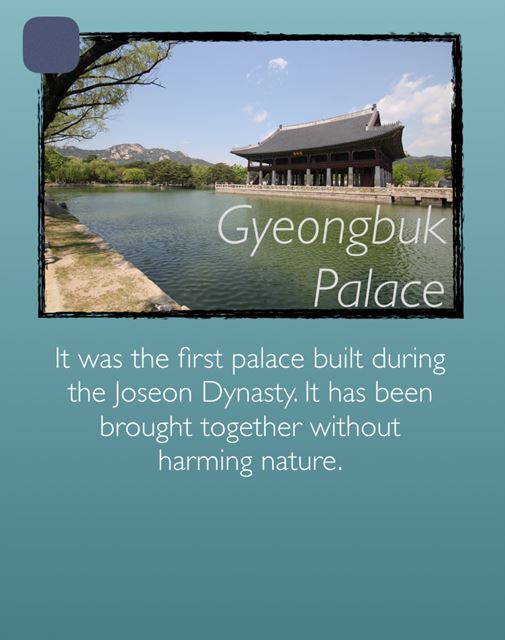 Gyeongbuk
Palace
It was the first palace built during
the Joseon Dynasty. It has been
brought together without
harming nature.